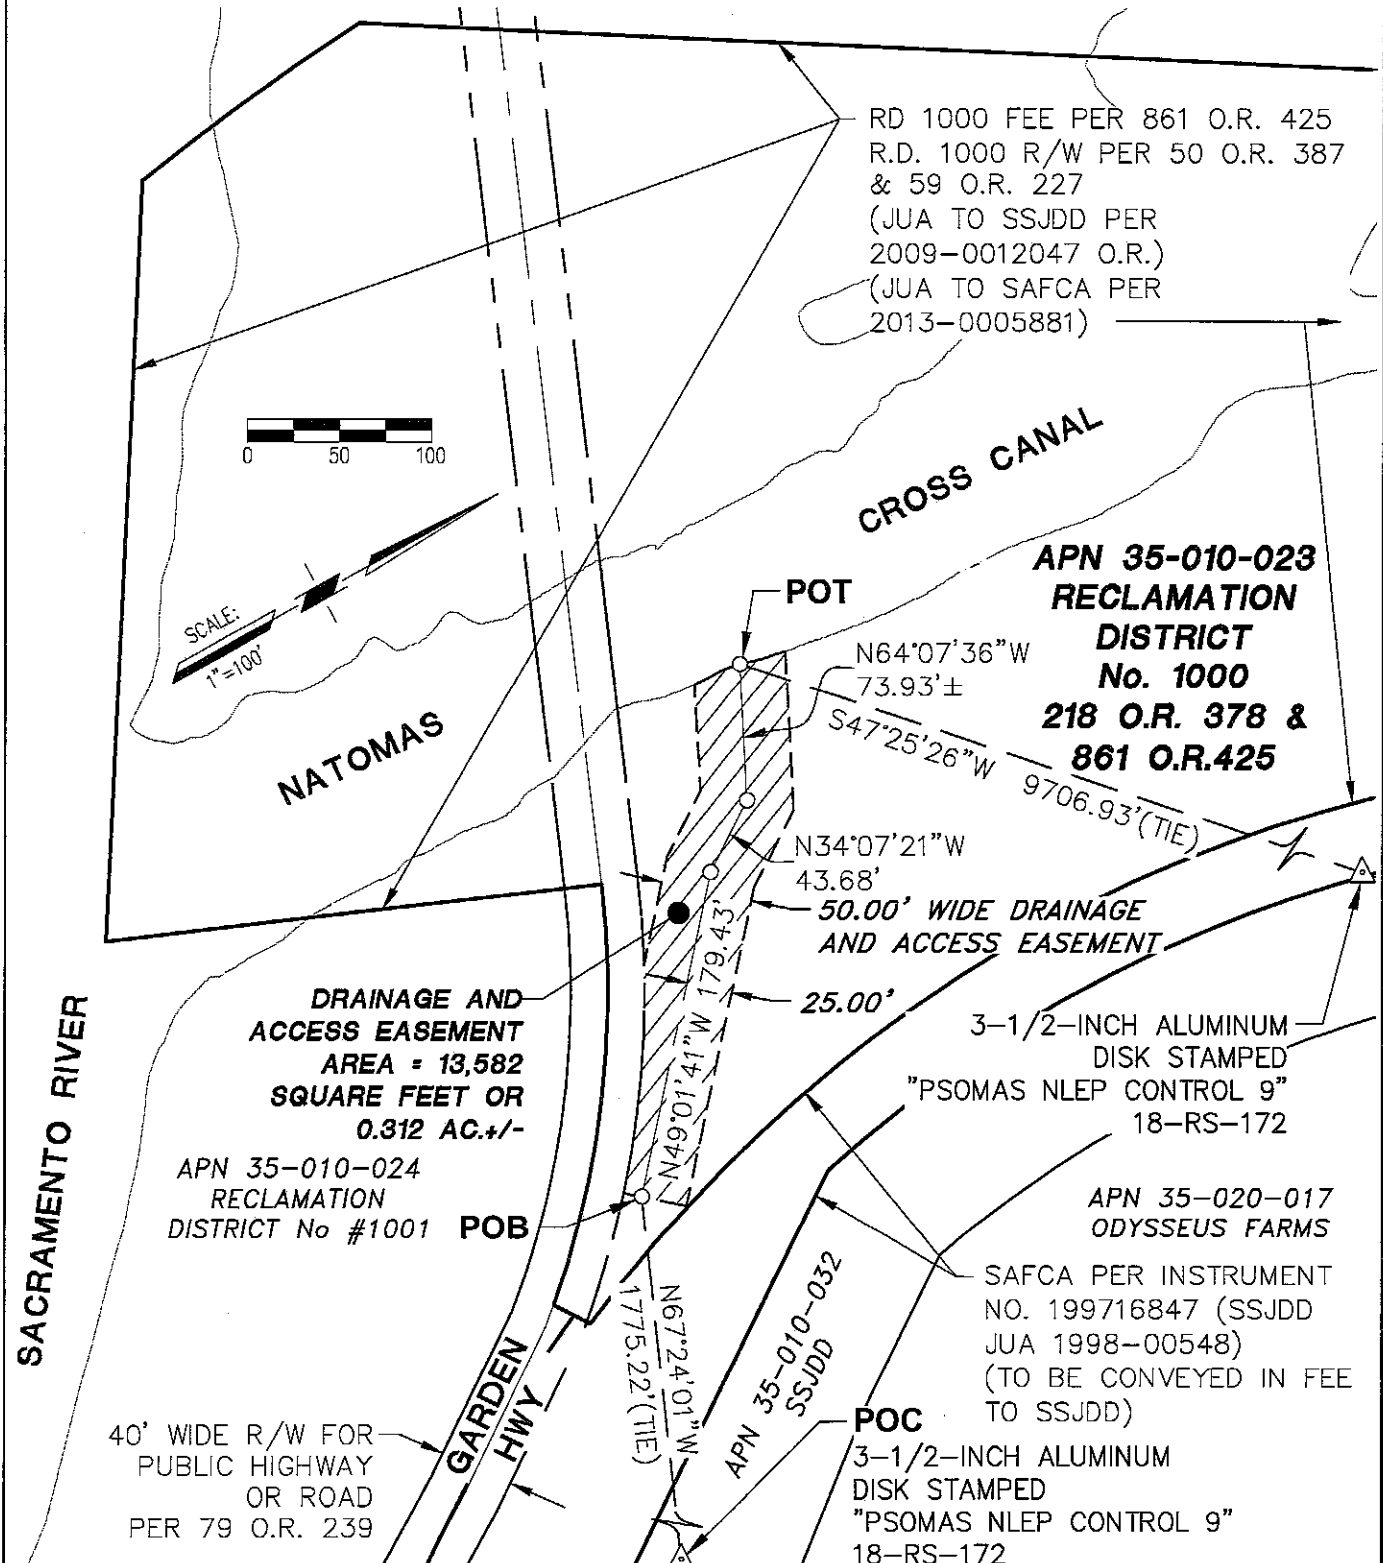 RD 1000 FEE PER 861 O.R. 425
R.D. 1000 R/W PER 50 O.R. 387
& 59 O.R. 227
(JUA TO SSJDD PER
2009-0012047 O.R.)
(JUA TO SAFCA PER
2013-0005881)
0 50 100
SCALE:
1"=100'
NATOMAS
CROSS CANAL
APN 35-010-023
RECLAMATION
DISTRICT
No. 1000
218 O.R. 378 &
861 O.R.425
POT
N64°07'36"W
73.93'±
S47°25'26"W 9706.93'(TIE)
N34°07'21"W
43.68'
50.00' WIDE DRAINAGE
AND ACCESS EASEMENT
25.00'
N49°01'41"W 179.43'
DRAINAGE AND
ACCESS EASEMENT
AREA = 13,582
SQUARE FEET OR
0.312 AC.+/-
3-1/2-INCH ALUMINUM
DISK STAMPED
"PSOMAS NLEP CONTROL 9"
18-RS-172
APN 35-010-024
RECLAMATION
DISTRICT No #1001
POB
SACRAMENTO RIVER
APN 35-020-017
ODYSSEUS FARMS
SAFCA PER INSTRUMENT
NO. 199716847 (SSJDD
JUA 1998-00548)
(TO BE CONVEYED IN FEE
TO SSJDD)
N67°24'01"W
1775.22'(TIE)
APN 35-010-032
SSJDD
GARDEN
HWY
40' WIDE R/W FOR
PUBLIC HIGHWAY
OR ROAD
PER 79 O.R. 239
POC
3-1/2-INCH ALUMINUM
DISK STAMPED
"PSOMAS NLEP CONTROL 9"
18-RS-172